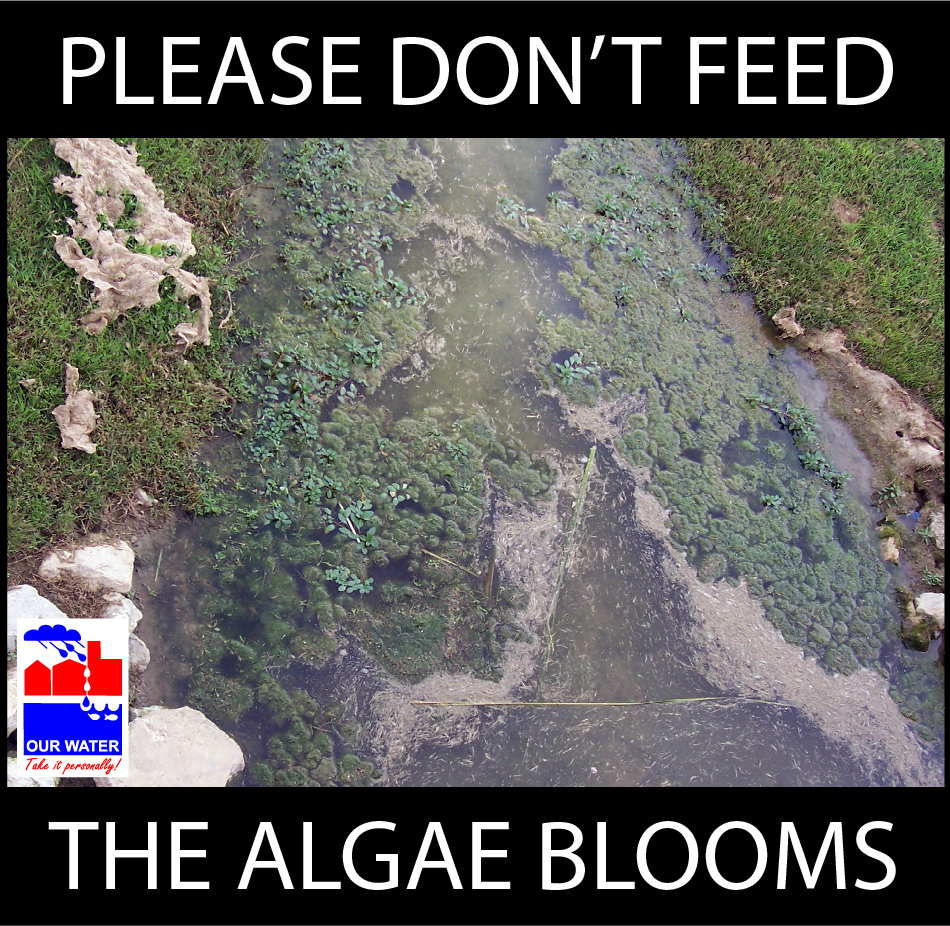 PLEASE DON'T FEED
OUR WATER
Take it personally!
THE ALGAE BLOOMS